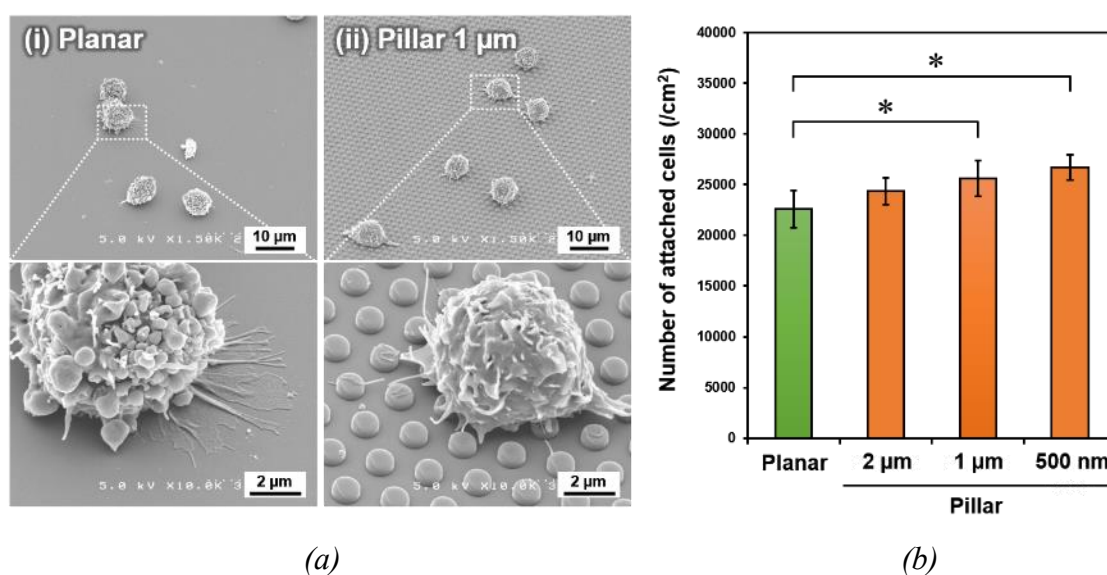 (i) Planar
(ii) Pillar 1 µm
5.0 kV X1.50K
10 µm
5.0 kV X1.50K
10 µm
5.0 kV X10.0K
2 µm
5.0 kV X10.0K
2 µm
(a)
Number of attached cells (/cm²)
40000
35000
30000
25000
20000
15000
10000
5000
0
*
*
Planar
2 µm
1 µm
500 nm
Pillar
(b)